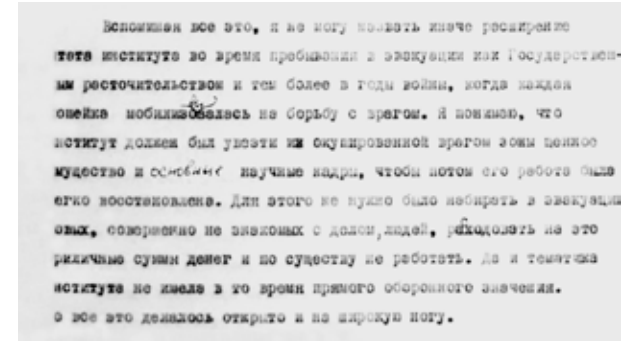 Вспоминая все это, я не могу назвать иначе расширение
тета института во время пребывания в эвакуации как Государствен-
ым расточительством и тем более в годы войны, когда каждая
опейка мобилизовалась на борьбу с врагом. Я понимаю, что
нститут должен был увезти из окупированной врагом зоны ценное
мущество и основные научные кадры, чтобы потом его работа была
егко восстановлена. Для этого не нужно было набирать в эвакуации
овых, совершенно не знакомых с делом, людей, расходовать на это
риличные суммы денег и по существу не работать. Да и тематика
нститута не имела в то время прямого оборонного значения.
о все это делалось открыто и на широкую ногу.